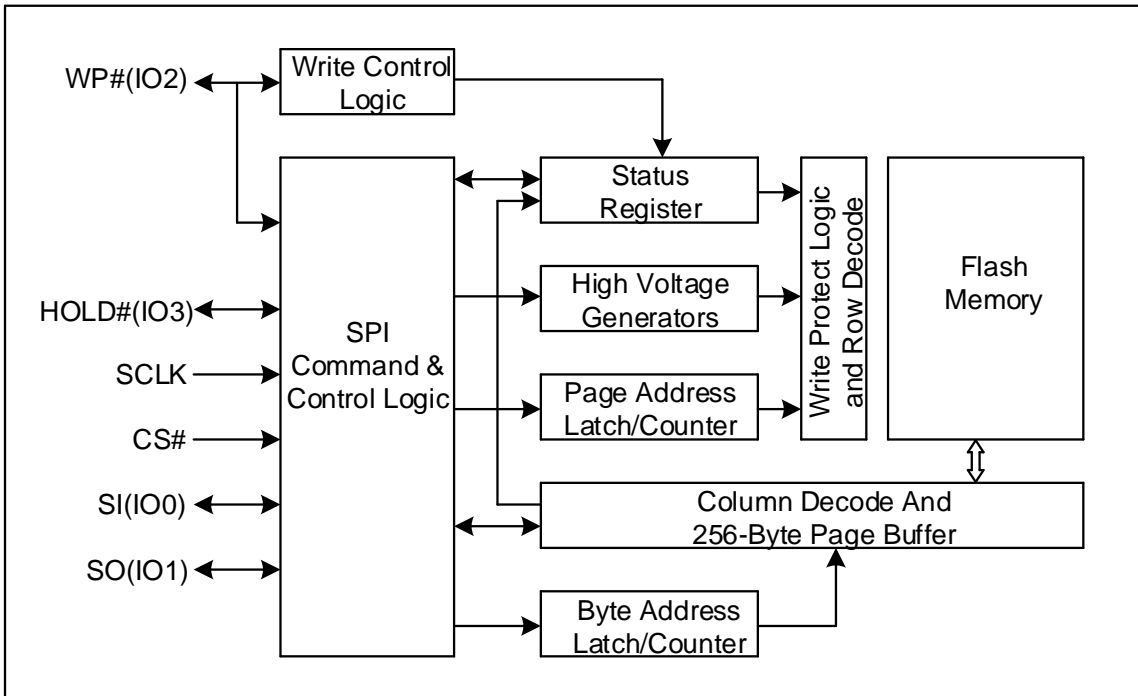 WP#(IO2)
Write Control
Logic
Status
Register
HOLD#(IO3)
SCLK
CS#
SI(IO0)
SO(IO1)
SPI
Command &
Control Logic
High Voltage
Generators
Page Address
Latch/Counter
Write Protect Logic
and Row Decode
Flash
Memory
Column Decode And
256-Byte Page Buffer
Byte Address
Latch/Counter